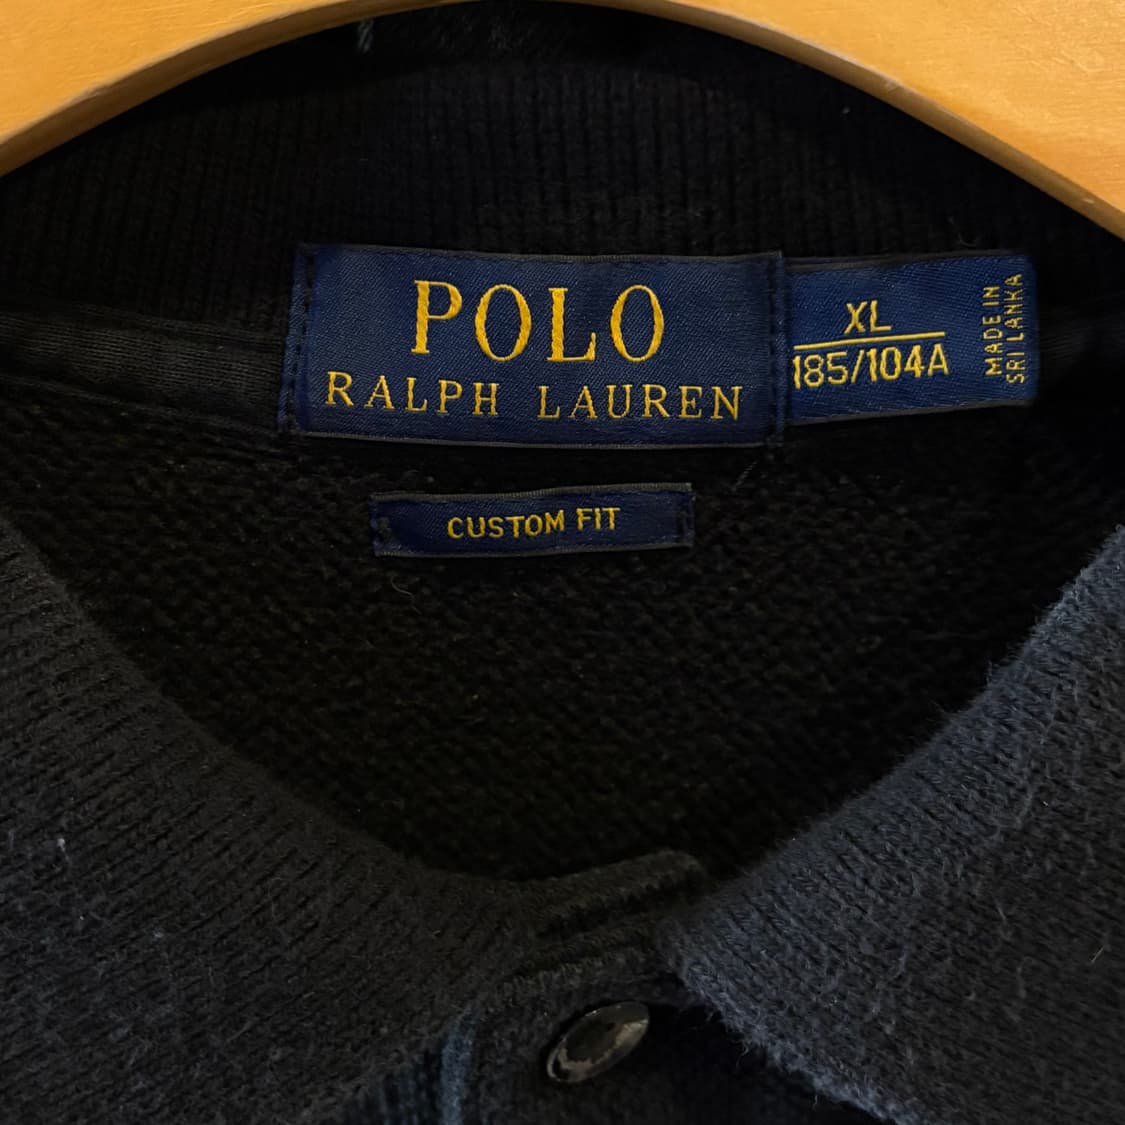 POLO
RALPH LAUREN
XL
185/104A
MADE IN
SRI LANKA
CUSTOM FIT